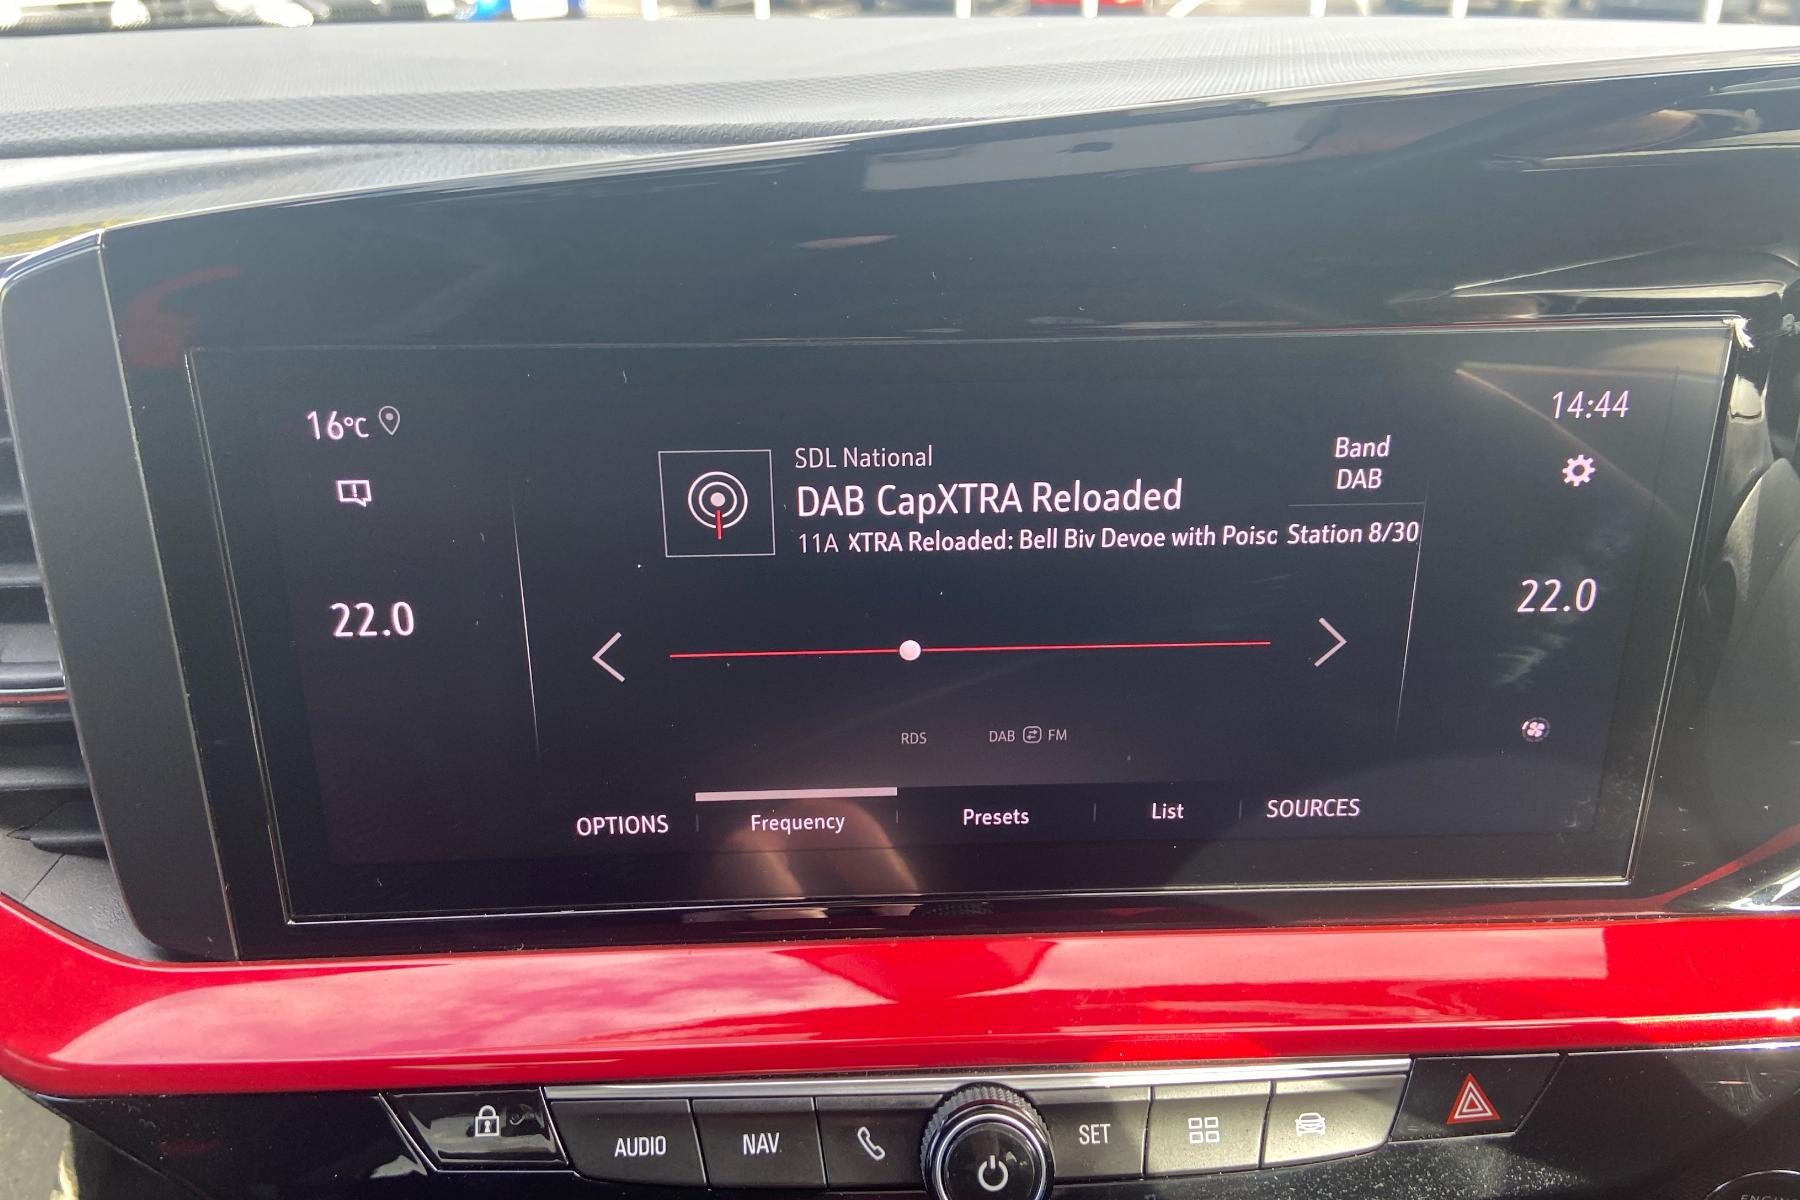 16°C
14:44
SDL National
Band
DAB
DAB CapXTRA Reloaded
11A XTRA Reloaded: Bell Biv Devoe with Poisc
Station 8/30
22.0
22.0
RDS
DAB FM
OPTIONS
Frequency
Presets
List
SOURCES
AUDIO
NAV
SET